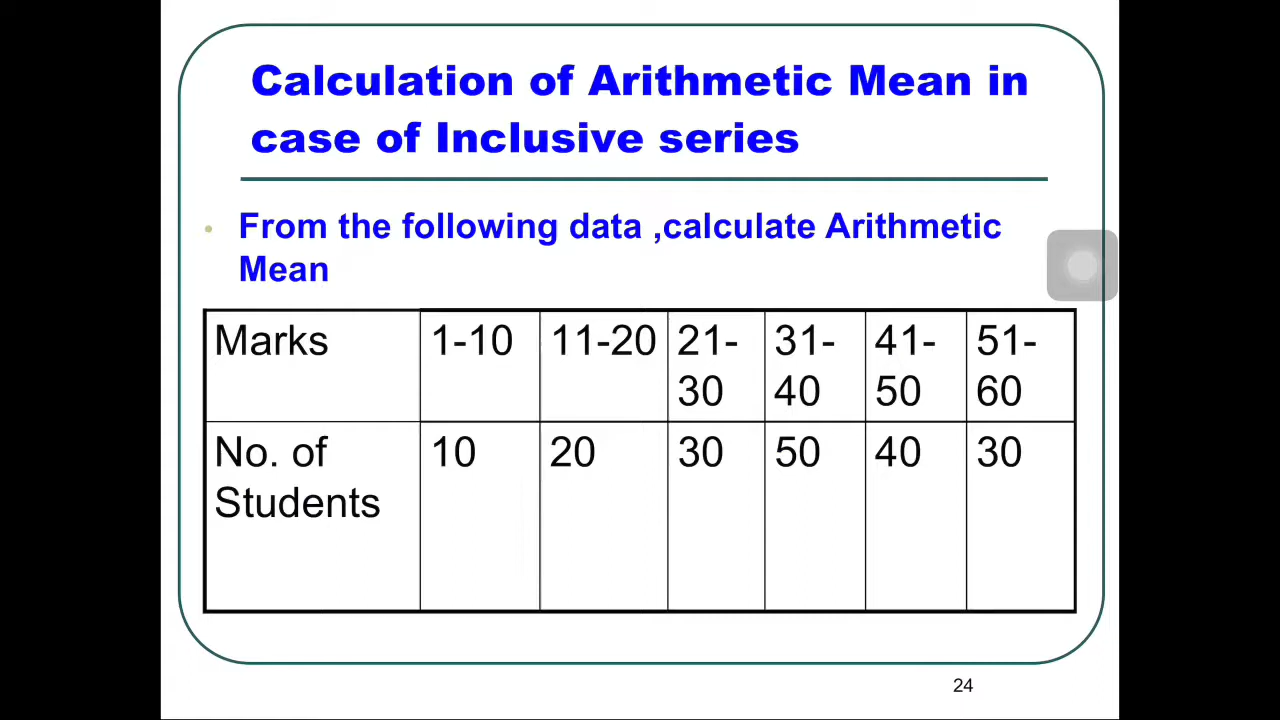 Calculation of Arithmetic Mean in
case of Inclusive series
• From the following data ,calculate Arithmetic
Mean
Marks 1-10 11-20 21-30 31-40 41-50 51-60
No. of Students 10 20 30 50 40 30
24